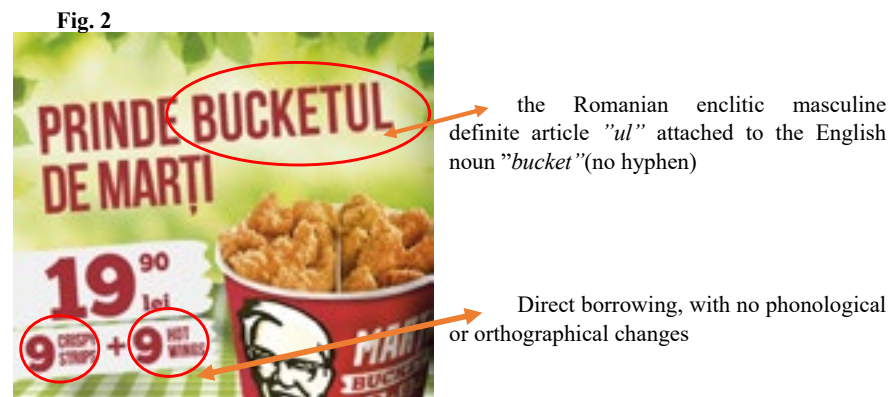 Fig. 2
PRINDE BUCKETUL
DE MARȚI
19 90
lei
9 CRISPY
STRIPS + 9 HOT
WINGS
MARȚ
BUCKE
the Romanian enclitic masculine
definite article ”ul” attached to the English
noun ”bucket”(no hyphen)
Direct borrowing, with no phonological
or orthographical changes